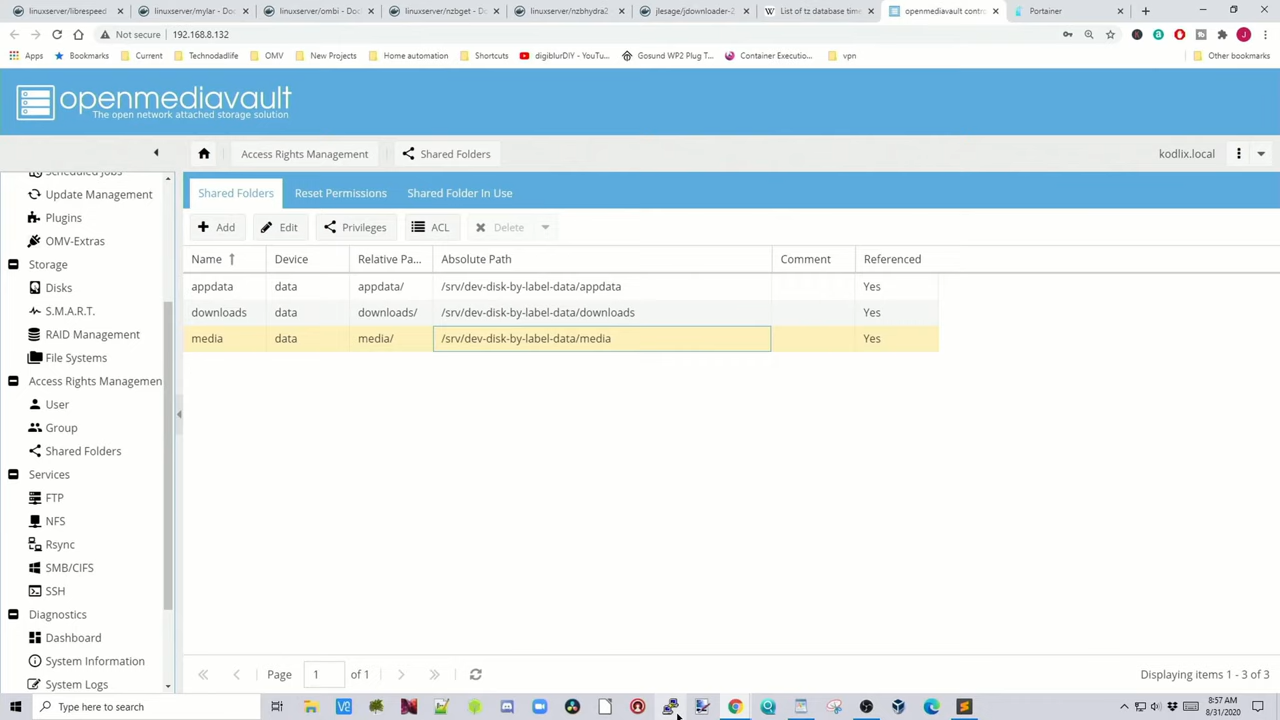 linuxserver/librespeed
linuxserver/mylar - Doc
linuxserver/ombi - Doc
linuxserver/nzbget - Doc
linuxserver/nzbhydra2
jlesage/jdownloader-2
List of tz database time
openmediavault contr
Portainer
Not secure
192.168.8.132
Apps
Bookmarks
Current
Technodadlife
OMV
New Projects
Home automation
Shortcuts
digiblurDIY - YouTu...
Gosund WP2 Plug T...
Container Executio...
vpn
Other bookmarks
openmediavault
The open network attached storage solution
Access Rights Management
Shared Folders
kodlix.local
Scheduled Jobs
Update Management
Plugins
OMV-Extras
Storage
Disks
S.M.A.R.T.
RAID Management
File Systems
Access Rights Managemen
User
Group
Shared Folders
Services
FTP
NFS
Rsync
SMB/CIFS
SSH
Diagnostics
Dashboard
System Information
System Logs
Shared Folders
Reset Permissions
Shared Folder In Use
Add
Edit
Privileges
ACL
Delete
Name Device Relative Pa... Absolute Path Comment Referenced
appdata data appdata/ /srv/dev-disk-by-label-data/appdata Yes
downloads data downloads/ /srv/dev-disk-by-label-data/downloads Yes
media data media/ /srv/dev-disk-by-label-data/media Yes
Page 1 of 1
Displaying items 1 - 3 of 3
Type here to search
8:57 AM
8/31/2020